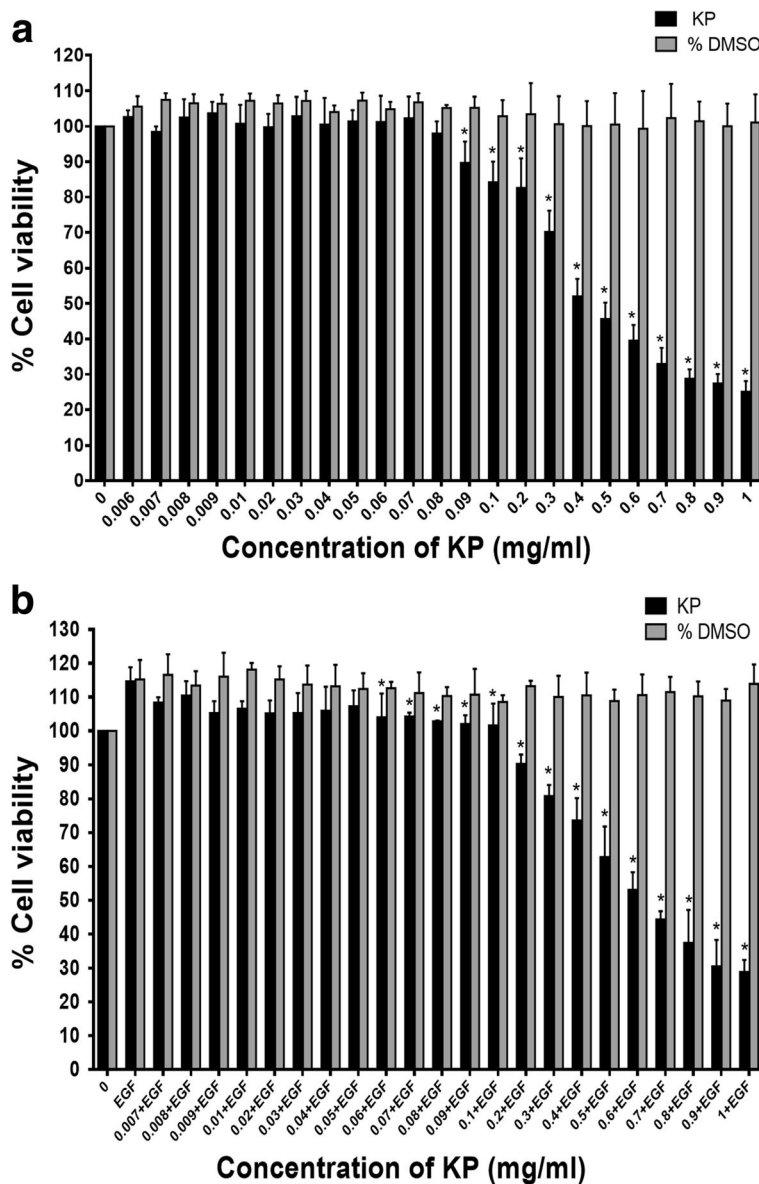 a
KP
% DMSO
120
110
100
90
80
70
60
50
40
30
20
10
0
% Cell viability
* * * * * * * * * * *
0 0.006 0.007 0.008 0.009 0.01 0.02 0.03 0.04 0.05 0.06 0.07 0.08 0.09 0.1 0.2 0.3 0.4 0.5 0.6 0.7 0.8 0.9 1
Concentration of KP (mg/ml)
b
KP
% DMSO
130
120
110
100
90
80
70
60
50
40
30
20
10
0
% Cell viability
* * * * * * * * * * * * * *
0 EGF 0.007+EGF 0.008+EGF 0.009+EGF 0.01+EGF 0.02+EGF 0.03+EGF 0.04+EGF 0.05+EGF 0.06+EGF 0.07+EGF 0.08+EGF 0.09+EGF 0.1+EGF 0.2+EGF 0.3+EGF 0.4+EGF 0.5+EGF 0.6+EGF 0.7+EGF 0.8+EGF 0.9+EGF 1+EGF
Concentration of KP (mg/ml)